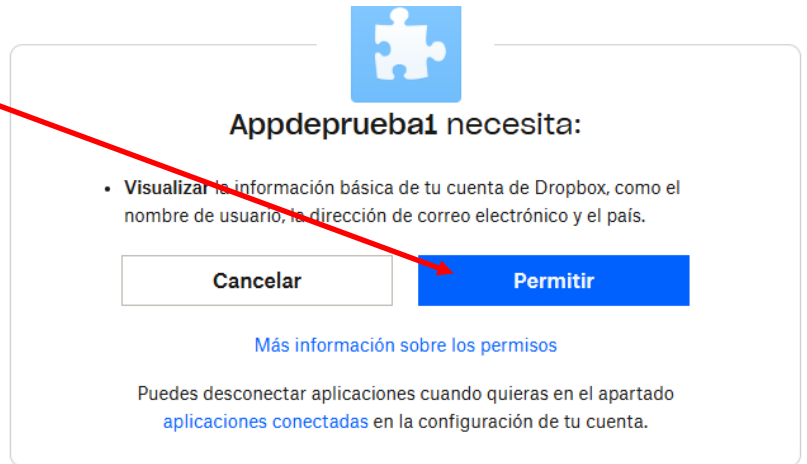 Appdeprueba1 necesita:
• Visualizar la información básica de tu cuenta de Dropbox, como el
nombre de usuario, la dirección de correo electrónico y el país.
Cancelar
Permitir
Más información sobre los permisos
Puedes desconectar aplicaciones cuando quieras en el apartado
aplicaciones conectadas en la configuración de tu cuenta.